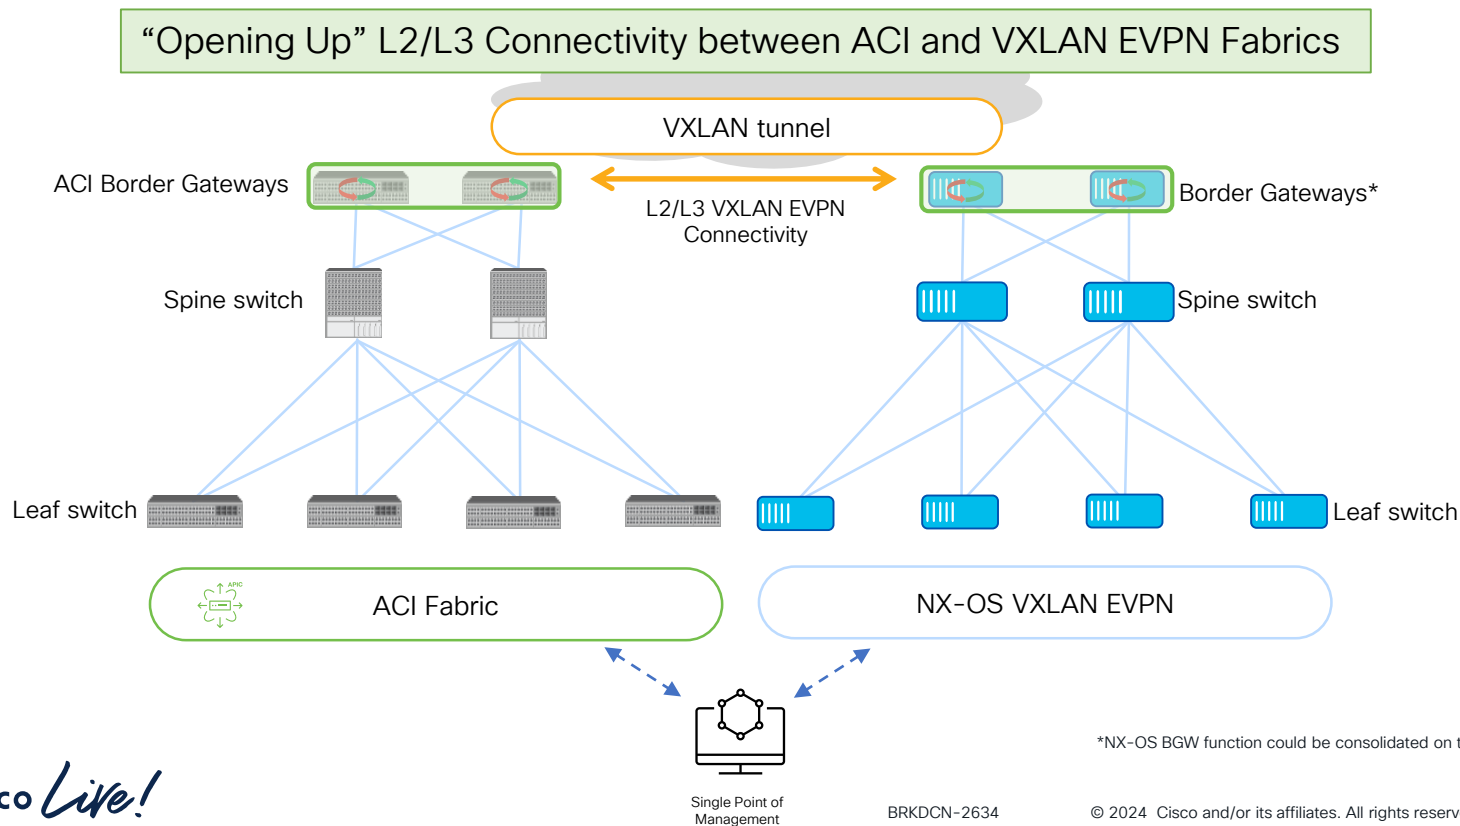 “Opening Up” L2/L3 Connectivity between ACI and VXLAN EVPN Fabrics
VXLAN tunnel
ACI Border Gateways
Border Gateways*
L2/L3 VXLAN EVPN
Connectivity
Spine switch
Spine switch
Leaf switch
Leaf switch
APIC
ACI Fabric
NX-OS VXLAN EVPN
*NX-OS BGW function could be consolidated on
co Live!
Single Point of
Management
BRKDCN-2634
© 2024 Cisco and/or its affiliates. All rights reserv